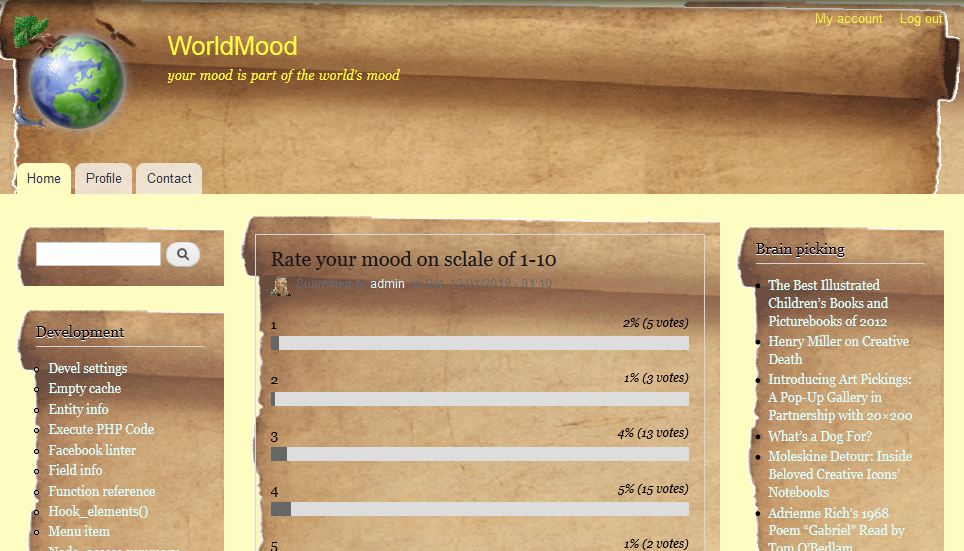 My account Log out
WorldMood
your mood is part of the world's mood
Home Profile Contact
Development
Devel settings
Empty cache
Entity info
Execute PHP Code
Facebook linter
Field info
Function reference
Hook_elements()
Menu item
Rate your mood on sclale of 1-10
Submitted by admin on Sat, 12/01/2012 - 01:10
1 2% (5 votes)
2 1% (3 votes)
3 4% (13 votes)
4 5% (15 votes)
5 1% (2 votes)
Brain picking
The Best Illustrated
Children’s Books and
Picturebooks of 2012
Henry Miller on Creative
Death
Introducing Art Pickings:
A Pop-Up Gallery in
Partnership with 20×200
What’s a Dog For?
Moleskine Detour: Inside
Beloved Creative Icons’
Notebooks
Adrienne Rich’s 1968
Poem “Gabriel” Read by
Tom O’Bedlam